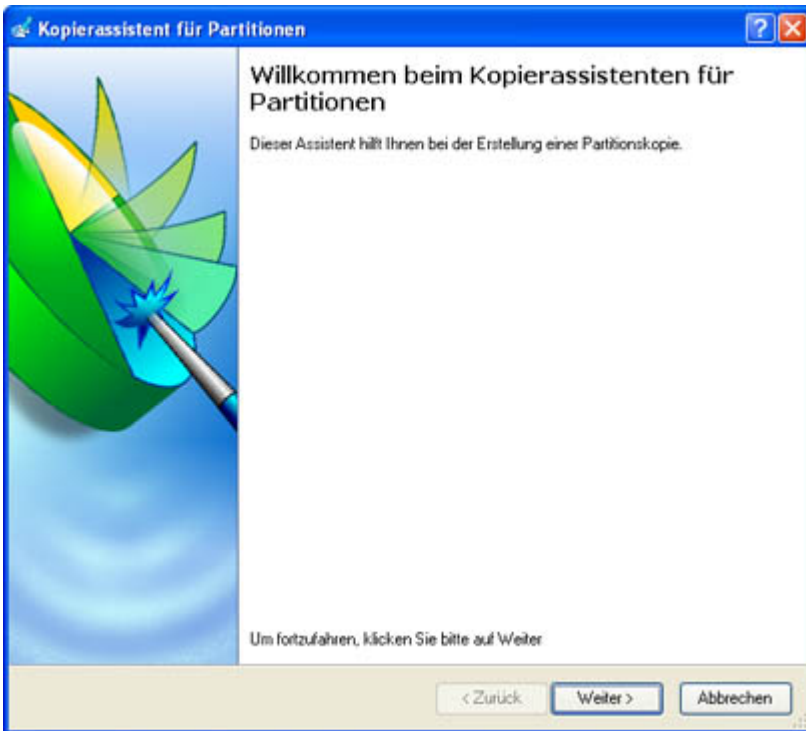 Kopierassistent für Partitionen
Willkommen beim Kopierassistenten für
Partitionen
Dieser Assistent hilft Ihnen bei der Erstellung einer Partitionskopie.
Um fortzufahren, klicken Sie bitte auf Weiter
< Zurück Weiter > Abbrechen